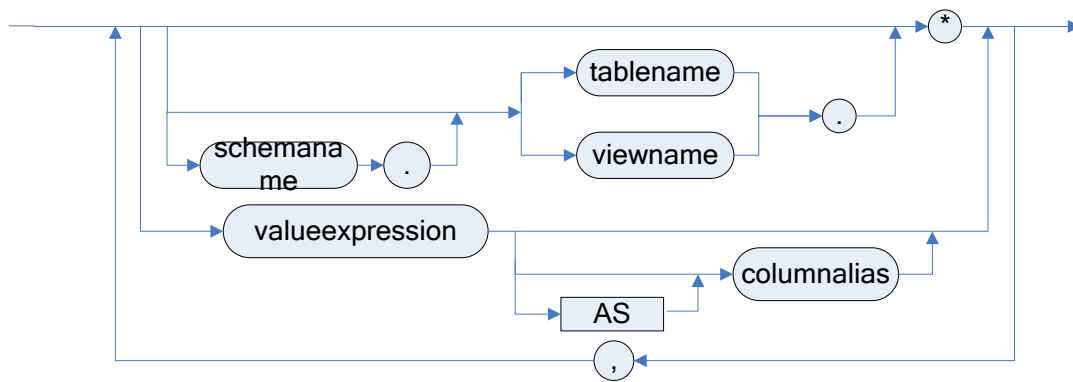 *
tablename
.
viewname
schemana
me
.
valueexpression
columnalias
AS
,